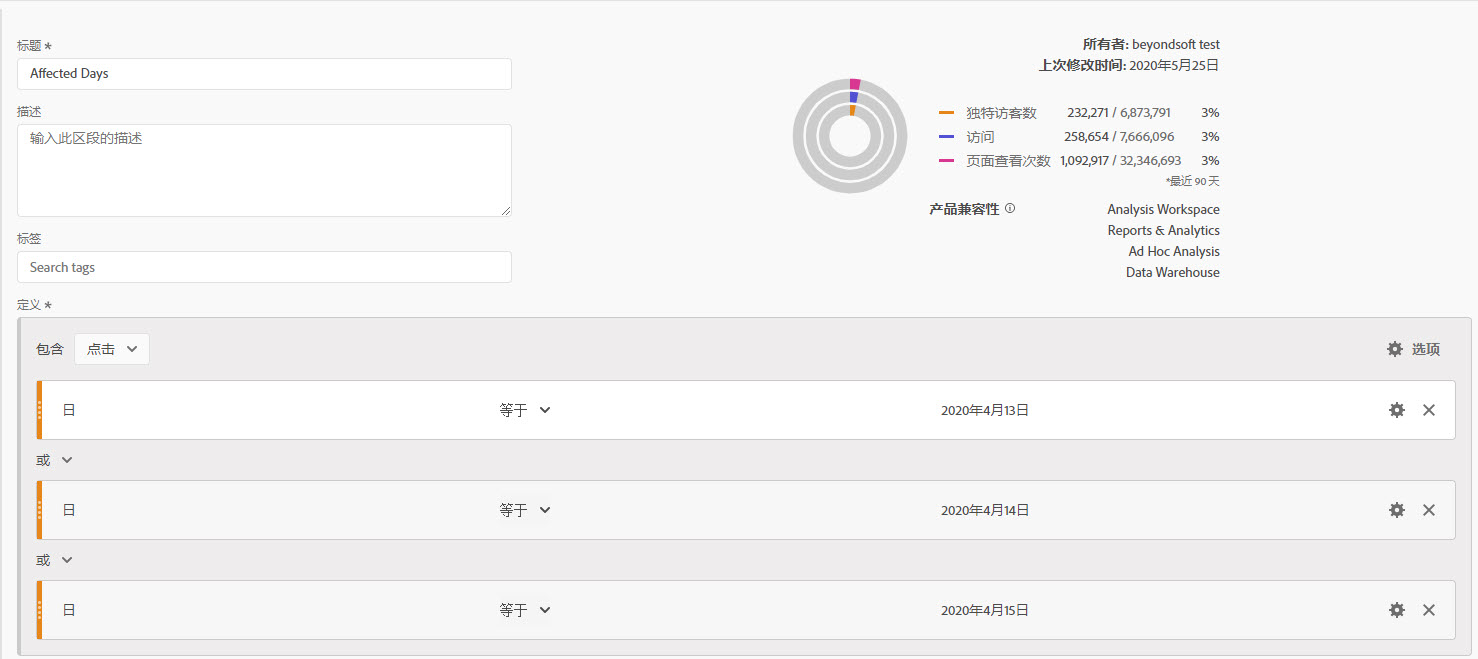 标题 *
Affected Days
描述
输入此区段的描述
标签
Search tags
所有者: beyondsoft test
上次修改时间: 2020年5月25日
独特访客数 232,271 / 6,873,791 3%
访问 258,654 / 7,666,096 3%
页面查看次数 1,092,917 / 32,346,693 3%
*最近 90 天
产品兼容性 Analysis Workspace
Reports & Analytics
Ad Hoc Analysis
Data Warehouse
定义 *
包含 点击 选项
日 等于 2020年4月13日
或
日 等于 2020年4月14日
或
日 等于 2020年4月15日